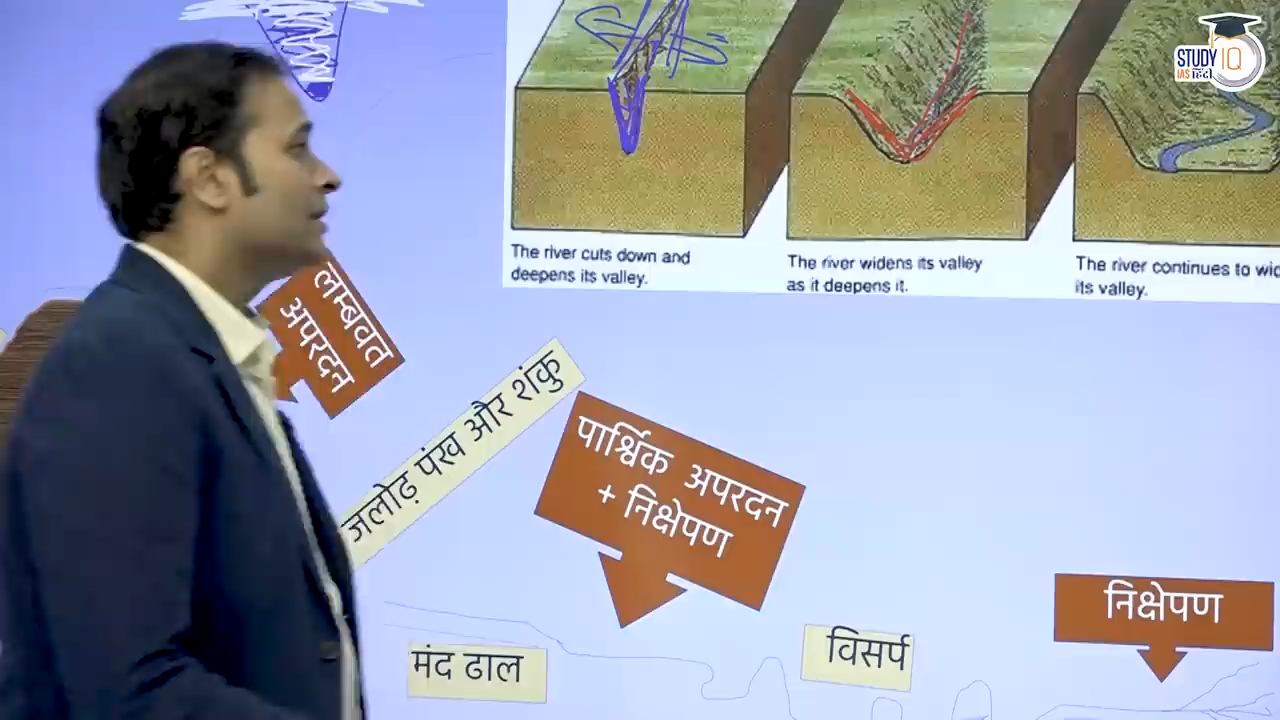 STUDY IQ
IAS हिंदी
The river cuts down and
deepens its valley.
The river widens its valley
as it deepens it.
The river continues to wid
its valley.
लम्बवत
अपरदन
जलोढ़ पंख और शंकु
पार्श्विक अपरदन
+ निक्षेपण
निक्षेपण
मंद ढाल
विसर्प